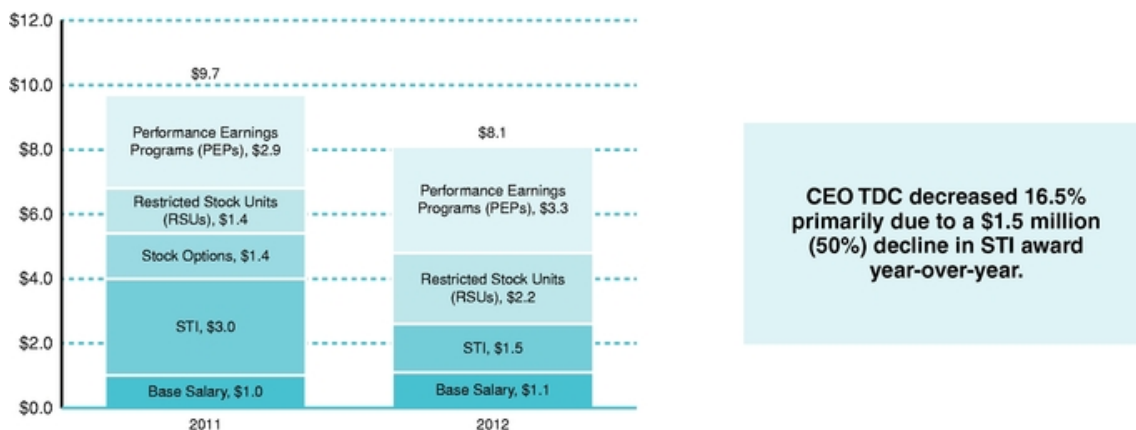 $12.0
$10.0
$8.0
$6.0
$4.0
$2.0
$0.0
$9.7
Performance Earnings
Programs (PEPs), $2.9
Restricted Stock Units
(RSUs), $1.4
Stock Options, $1.4
STI, $3.0
Base Salary, $1.0
2011
$8.1
Performance Earnings
Programs (PEPs), $3.3
Restricted Stock Units
(RSUs), $2.2
STI, $1.5
Base Salary, $1.1
2012
CEO TDC decreased 16.5%
primarily due to a $1.5 million
(50%) decline in STI award
year-over-year.